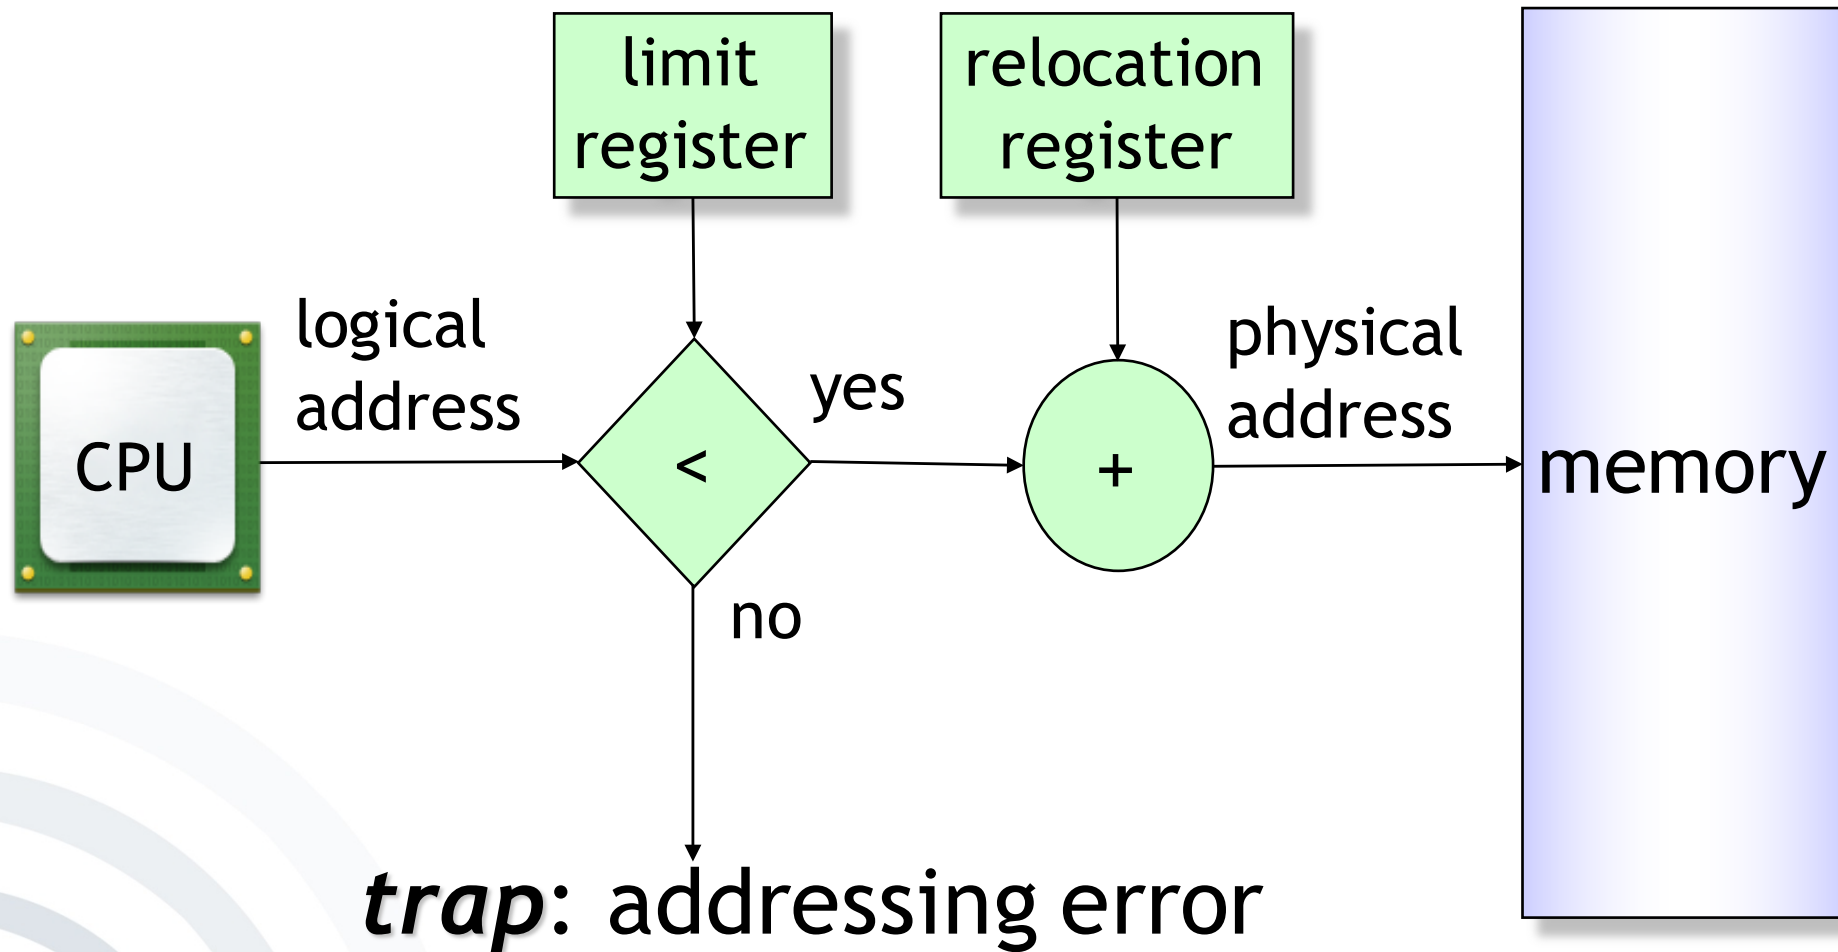 limit
register
relocation
register
logical
address
physical
address
yes
CPU
<
+
memory
no
trap: addressing error